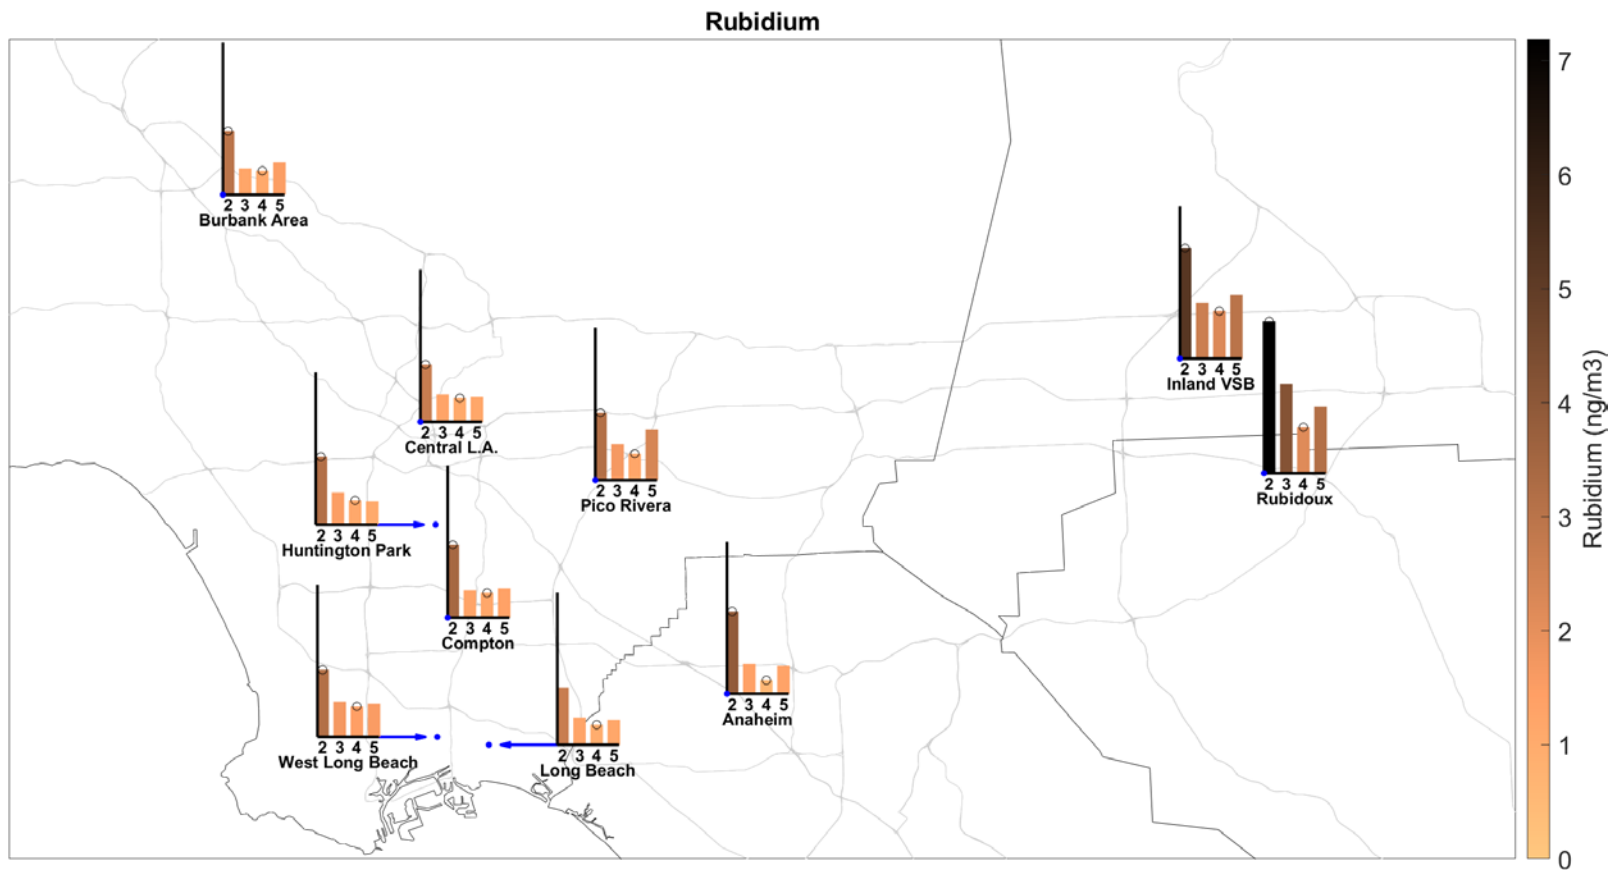 Rubidium
2 3 4 5
Burbank Area
2 3 4 5
Inland VSB
2 3 4 5
Central L.A.
2 3 4 5
Rubidoux
2 3 4 5
Pico Rivera
2 3 4 5
Huntington Park
2 3 4 5
Compton
2 3 4 5
Anaheim
2 3 4 5
West Long Beach
2 3 4 5
Long Beach
7
6
5
4
3
2
1
0
Rubidium (ng/m3)